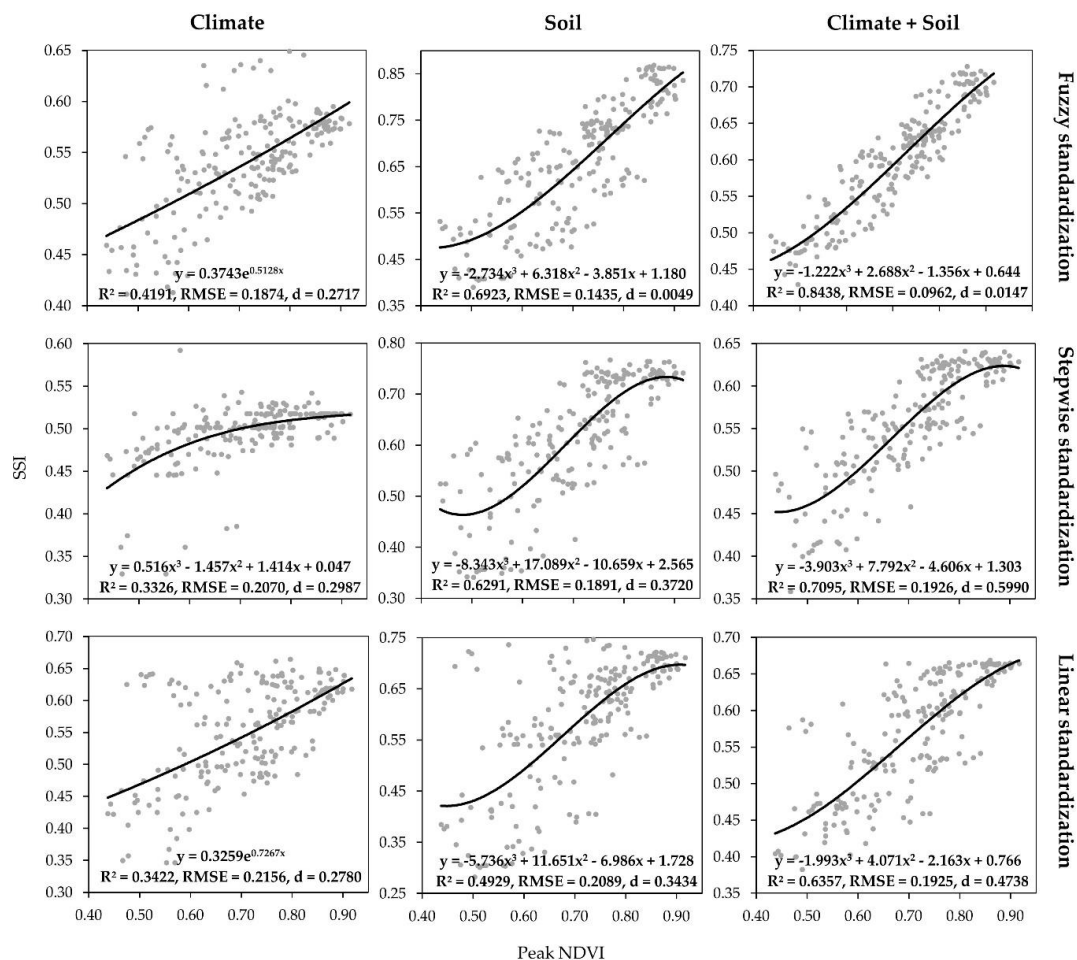 Climate
Soil
Climate + Soil
0.65
0.60
0.55
0.50
0.45
0.40
y = 0.3743e^0.5128x
R² = 0.4191, RMSE = 0.1874, d = 0.2717
0.85
0.75
0.65
0.55
0.45
0.35
y = -2.734x³ + 6.318x² - 3.851x + 1.180
R² = 0.6923, RMSE = 0.1435, d = 0.0049
0.75
0.70
0.65
0.60
0.55
0.50
0.45
0.40
y = -1.222x³ + 2.688x² - 1.356x + 0.644
R² = 0.8438, RMSE = 0.0962, d = 0.0147
Fuzzy standardization
SSI
0.60
0.55
0.50
0.45
0.40
0.35
0.30
y = 0.516x³ - 1.457x² + 1.414x + 0.047
R² = 0.3326, RMSE = 0.2070, d = 0.2987
0.80
0.70
0.60
0.50
0.40
0.30
y = -8.343x³ + 17.089x² - 10.659x + 2.565
R² = 0.6291, RMSE = 0.1891, d = 0.3720
0.65
0.60
0.55
0.50
0.45
0.40
0.35
y = -3.903x³ + 7.792x² - 4.606x + 1.303
R² = 0.7095, RMSE = 0.1926, d = 0.5990
Stepwise standardization
0.70
0.65
0.60
0.55
0.50
0.45
0.40
0.35
0.30
y = 0.3259e^0.7267x
R² = 0.3422, RMSE = 0.2156, d = 0.2780
0.40 0.50 0.60 0.70 0.80 0.90
0.75
0.65
0.55
0.45
0.35
0.25
y = -5.736x³ + 11.651x² - 6.986x + 1.728
R² = 0.4929, RMSE = 0.2089, d = 0.3434
0.40 0.50 0.60 0.70 0.80 0.90
0.70
0.65
0.60
0.55
0.50
0.45
0.40
0.35
y = -1.993x³ + 4.071x² - 2.163x + 0.766
R² = 0.6357, RMSE = 0.1925, d = 0.4738
0.40 0.50 0.60 0.70 0.80 0.90
Linear standardization
Peak NDVI